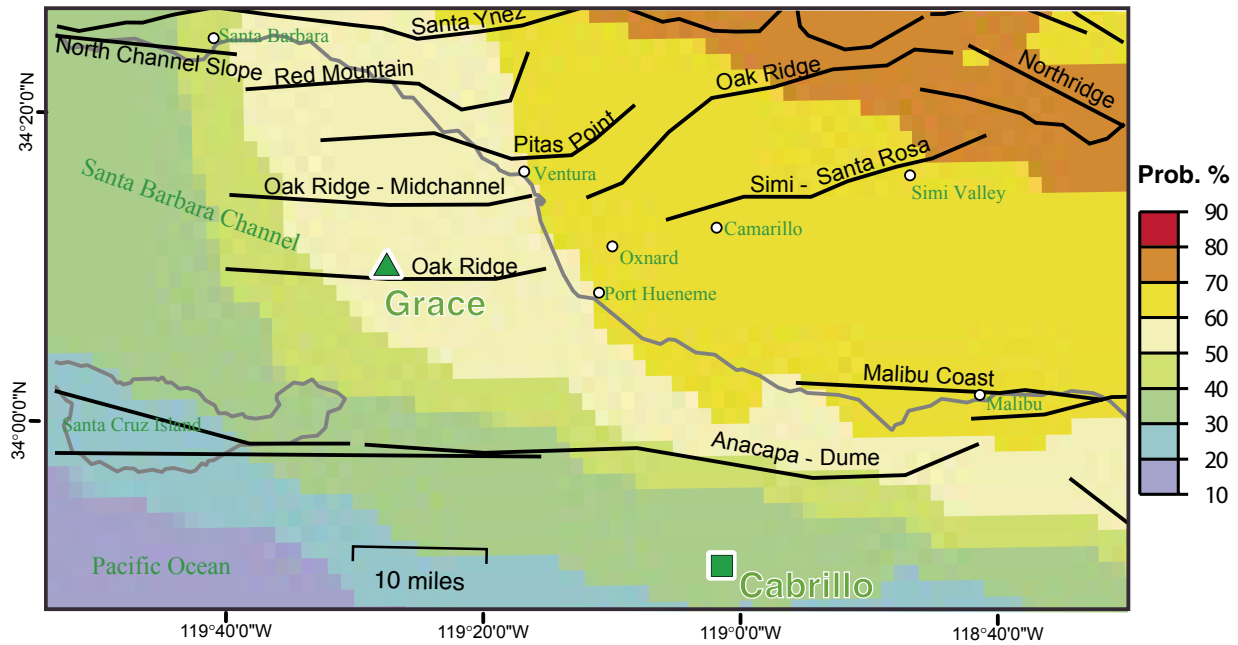 Santa Ynez
Santa Barbara
North Channel Slope
Red Mountain
Oak Ridge
Northridge
34°20'0"N
Pitas Point
Santa Barbara Channel
Ventura
Oak Ridge - Midchannel
Simi - Santa Rosa
Simi Valley
Camarillo
Oxnard
Oak Ridge
Grace
Port Hueneme
Malibu Coast
Malibu
34°00'0"N
Santa Cruz Island
Anacapa - Dume
Pacific Ocean
10 miles
Cabrillo
119°40'0"W
119°20'0"W
119°0'0"W
118°40'0"W
Prob. %
90
80
70
60
50
40
30
20
10